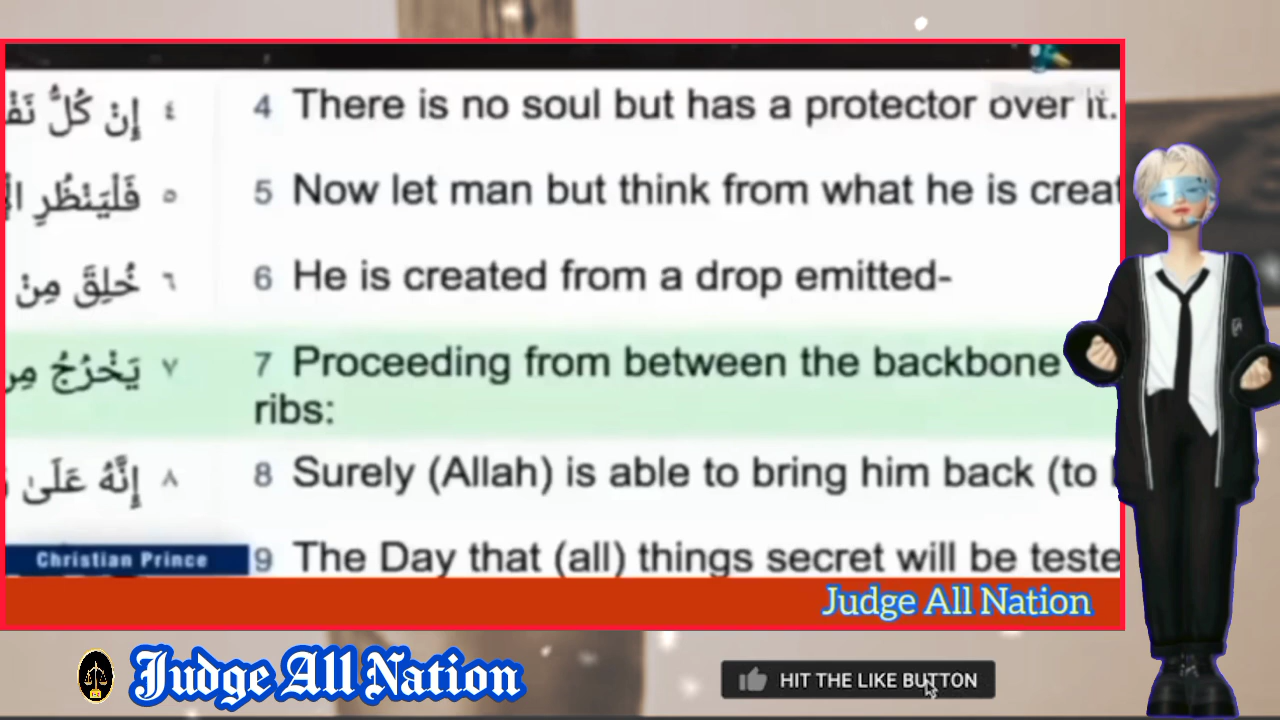 إِنْ كُلُّ ٤
4 There is no soul but has a protector over it.
فَلْيَنْظُرِ ٥
5 Now let man but think from what he is creat
خُلِقَ مِنْ ٦
6 He is created from a drop emitted-
يَخْرُجُ ٧
7 Proceeding from between the backbone
ribs:
إِنَّهُ عَلَىٰ ٨
8 Surely (Allah) is able to bring him back (to
Christian Prince
9 The Day that (all) things secret will be teste
Judge All Nation
Judge All Nation
HIT THE LIKE BUTTON